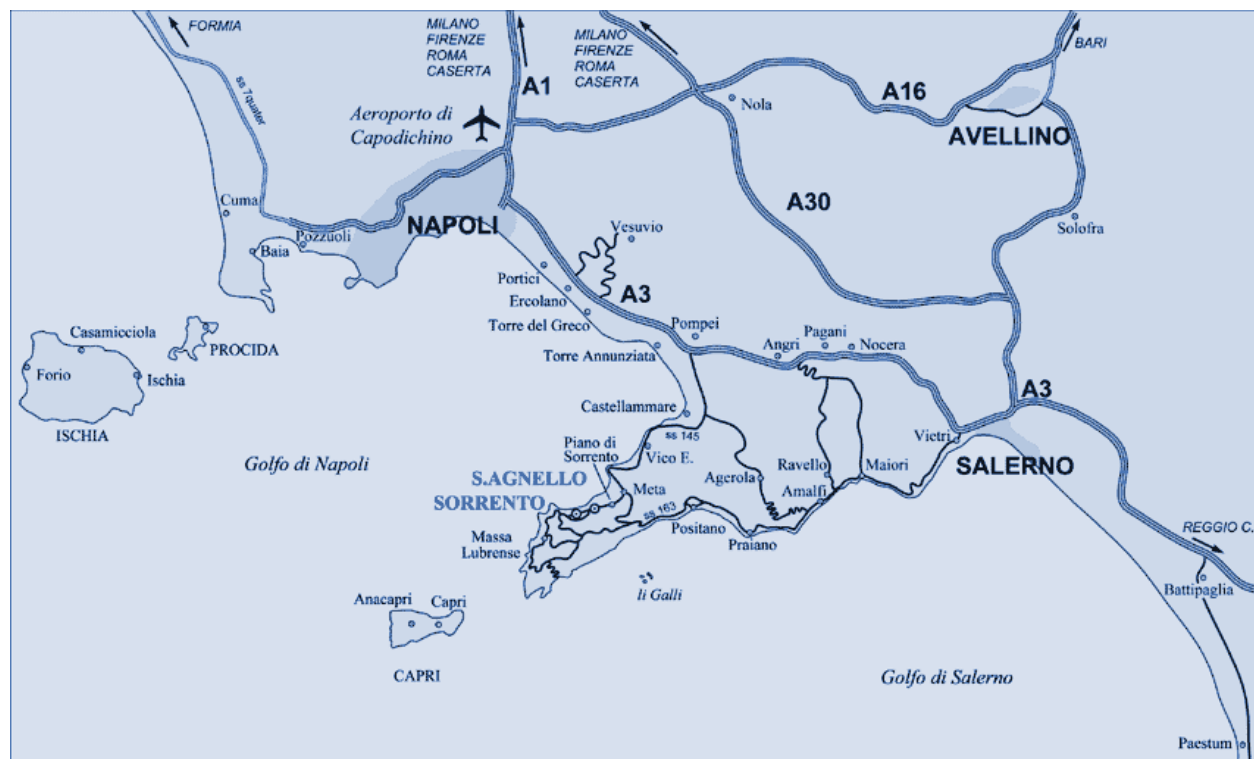 FORMIA
MILANO
FIRENZE
ROMA
CASERTA
MILANO
FIRENZE
ROMA
CASERTA
BARI
ss 7quater
A1
A16
Aeroporto di
Capodichino
Nola
AVELLINO
Cuma
A30
NAPOLI
Vesuvio
Solofra
Pozzuoli
Baia
Portici
Ercolano
A3
Torre del Greco
Pompei
Casamicciola
PROCIDA
Pagani
Angri
Nocera
Torre Annunziata
Forio
Ischia
A3
Castellammare
ISCHIA
ss 145
Vietri
Piano di
Sorrento
Vico E.
Golfo di Napoli
Ravello
Maiori
SALERNO
S.AGNELLO
SORRENTO
Agerola
Meta
Amalfi
ss 163
Positano
REGGIO C.
Massa
Lubrense
Praiano
Battipaglia
li Galli
Anacapri
Capri
CAPRI
Golfo di Salerno
Paestum